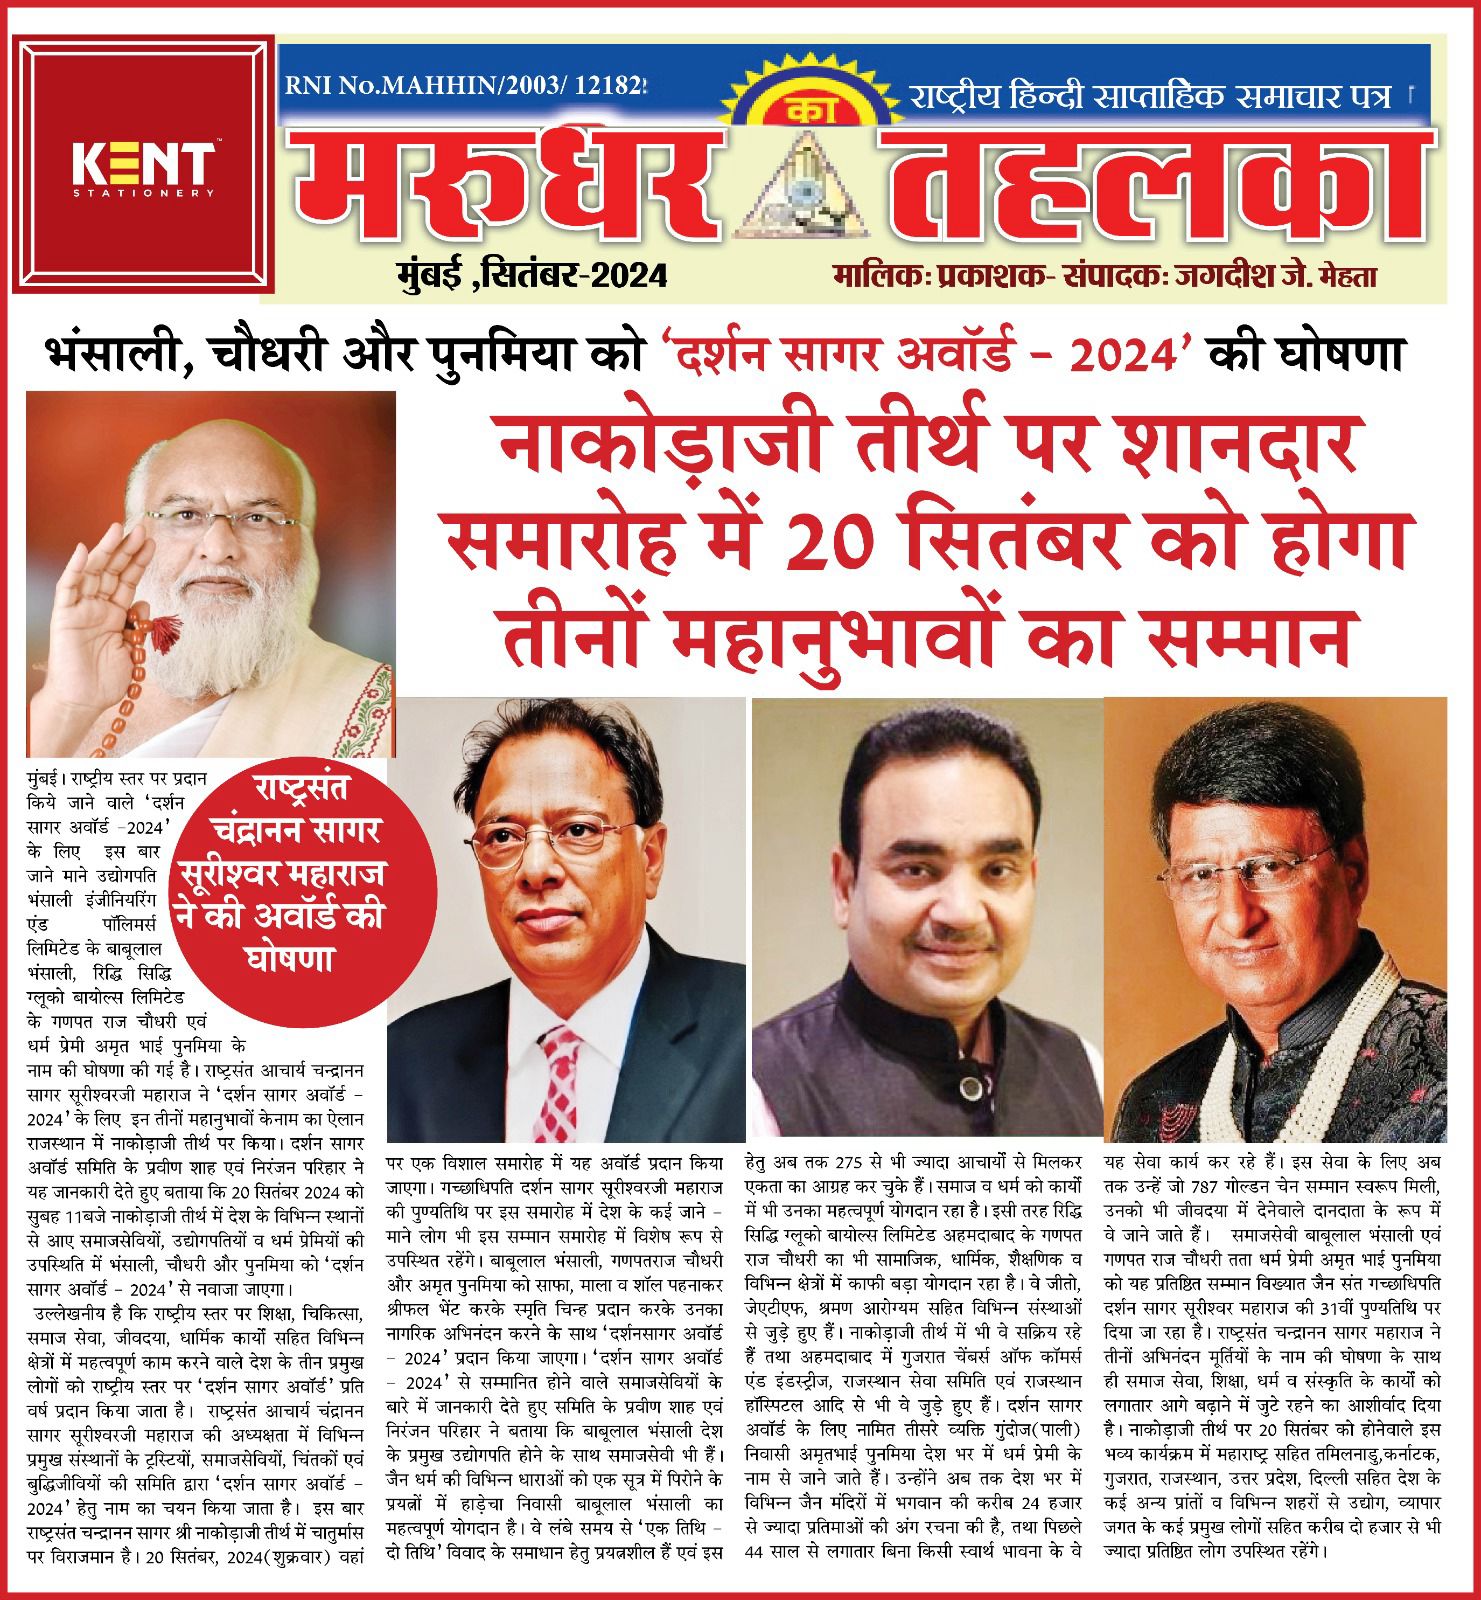 KENT
STATIONERY
RNI No.MAHHIN/2003/ 12182
राष्ट्रीय हिन्दी साप्ताहिक समाचार पत्र
मरुधर का तहलका
मुंबई ,सितंबर-2024
मालिकः प्रकाशक- संपादकः जगदीश जे. मेहता
भंसाली, चौधरी और पुनमिया को ‘दर्शन सागर अवॉर्ड – 2024’ की घोषणा
नाकोड़ाजी तीर्थ पर शानदार
समारोह में 20 सितंबर को होगा
तीनों महानुभावों का सम्मान
राष्ट्रसंत
चंद्रानन सागर
सूरीश्वर महाराज
ने की अवॉर्ड की
घोषणा
मुंबई। राष्ट्रीय स्तर पर प्रदान
किये जाने वाले ‘दर्शन
सागर अवॉर्ड –2024’
के लिए इस बार
जाने माने उद्योगपति
भंसाली इंजीनियरिंग
एंड पॉलिमर्स
लिमिटेड के बाबूलाल
भंसाली, रिद्धि सिद्धि
ग्लूको बायोल्स लिमिटेड
के गणपत राज चौधरी एवं
धर्म प्रेमी अमृत भाई पुनमिया के
नाम की घोषणा की गई है। राष्ट्रसंत आचार्य चन्द्रानन
सागर सूरीश्वरजी महाराज ने ‘दर्शन सागर अवॉर्ड –
2024’ के लिए इन तीनों महानुभावों केनाम का ऐलान
राजस्थान में नाकोड़ाजी तीर्थ पर किया। दर्शन सागर
अवॉर्ड समिति के प्रवीण शाह एवं निरंजन परिहार ने
यह जानकारी देते हुए बताया कि 20 सितंबर 2024 को
सुबह 11बजे नाकोड़ाजी तीर्थ में देश के विभिन्न स्थानों
से आए समाजसेवियों, उद्योगपतियों व धर्म प्रेमियों की
उपस्थिति में भंसाली, चौधरी और पुनमिया को ‘दर्शन
सागर अवॉर्ड – 2024’ से नवाजा जाएगा।
उल्लेखनीय है कि राष्ट्रीय स्तर पर शिक्षा, चिकित्सा,
समाज सेवा, जीवदया, धार्मिक कार्यो सहित विभिन्न
क्षेत्रों में महत्वपूर्ण काम करने वाले देश के तीन प्रमुख
लोगों को राष्ट्रीय स्तर पर ‘दर्शन सागर अवॉर्ड’ प्रति
वर्ष प्रदान किया जाता है। राष्ट्रसंत आचार्य चंद्रानन
सागर सूरीश्वरजी महाराज की अध्यक्षता में विभिन्न
प्रमुख संस्थानों के ट्रस्टियों, समाजसेवियों, चिंतकों एवं
बुद्धिजीवियों की समिति द्वारा ‘दर्शन सागर अवॉर्ड –
2024’ हेतु नाम का चयन किया जाता है। इस बार
राष्ट्रसंत चन्द्रानन सागर श्री नाकोड़ाजी तीर्थ में चातुर्मास
पर विराजमान है। 20 सितंबर, 2024(शुक्रवार) वहां
पर एक विशाल समारोह में यह अवॉर्ड प्रदान किया
जाएगा। गच्छाधिपति दर्शन सागर सूरीश्वरजी महाराज
की पुण्यतिथि पर इस समारोह में देश के कई जाने –
माने लोग भी इस सम्मान समारोह में विशेष रूप से
उपस्थित रहेंगे। बाबूलाल भंसाली, गणपतराज चौधरी
और अमृत पुनमिया को साफा, माला व शॉल पहनाकर
श्रीफल भेंट करके स्मृति चिन्ह प्रदान करके उनका
नागरिक अभिनंदन करने के साथ ‘दर्शनसागर अवॉर्ड
– 2024’ प्रदान किया जाएगा। ‘दर्शन सागर अवॉर्ड
– 2024’ से सम्मानित होने वाले समाजसेवियों के
बारे में जानकारी देते हुए समिति के प्रवीण शाह एवं
निरंजन परिहार ने बताया कि बाबूलाल भंसाली देश
के प्रमुख उद्योगपति होने के साथ समाजसेवी भी हैं।
जैन धर्म की विभिन्न धाराओं को एक सूत्र में पिरोने के
प्रयत्नों में हाड़ेचा निवासी बाबूलाल भंसाली का
महत्वपूर्ण योगदान है। वे लंबे समय से ‘एक तिथि –
दो तिथि’ विवाद के समाधान हेतु प्रयत्नशील हैं एवं इस
हेतु अब तक 275 से भी ज्यादा आचार्यों से मिलकर
एकता का आग्रह कर चुके हैं। समाज व धर्म को कार्यों
में भी उनका महत्वपूर्ण योगदान रहा है। इसी तरह रिद्धि
सिद्धि ग्लूको बायोल्स लिमिटेड अहमदाबाद के गणपत
राज चौधरी का भी सामाजिक, धार्मिक, शैक्षणिक व
विभिन्न क्षेत्रों में काफी बड़ा योगदान रहा है। वे जीतो,
जेएटीएफ, श्रमण आरोग्यम सहित विभिन्न संस्थाओं
से जुड़े हुए हैं। नाकोड़ाजी तीर्थ में भी वे सक्रिय रहे
हैं तथा अहमदाबाद में गुजरात चेंबर्स ऑफ कॉमर्स
एंड इंडस्ट्रीज, राजस्थान सेवा समिति एवं राजस्थान
हॉस्पिटल आदि से भी वे जुड़े हुए हैं। दर्शन सागर
अवॉर्ड के लिए नामित तीसरे व्यक्ति गुंदोज(पाली)
निवासी अमृतभाई पुनमिया देश भर में धर्म प्रेमी के
नाम से जाने जाते हैं। उन्होंने अब तक देश भर में
विभिन्न जैन मंदिरों में भगवान की करीब 24 हजार
से ज्यादा प्रतिमाओं की अंग रचना की है, तथा पिछले
44 साल से लगातार बिना किसी स्वार्थ भावना के वे
यह सेवा कार्य कर रहे हैं। इस सेवा के लिए अब
तक उन्हें जो 787 गोल्डन चेन सम्मान स्वरूप मिली,
उनको भी जीवदया में देनेवाले दानदाता के रूप में
वे जाने जाते हैं। समाजसेवी बाबूलाल भंसाली एवं
गणपत राज चौधरी तता धर्म प्रेमी अमृत भाई पुनमिया
को यह प्रतिष्ठित सम्मान विख्यात जैन संत गच्छाधिपति
दर्शन सागर सूरीश्वर महाराज की 31वीं पुण्यतिथि पर
दिया जा रहा है। राष्ट्रसंत चन्द्रानन सागर महाराज ने
तीनों अभिनंदन मूर्तियों के नाम की घोषणा के साथ
ही समाज सेवा, शिक्षा, धर्म व संस्कृति के कार्यों को
लगातार आगे बढ़ाने में जुटे रहने का आशीर्वाद दिया
है। नाकोड़ाजी तीर्थ पर 20 सितंबर को होनेवाले इस
भव्य कार्यक्रम में महाराष्ट्र सहित तमिलनाडु,कर्नाटक,
गुजरात, राजस्थान, उत्तर प्रदेश, दिल्ली सहित देश के
कई अन्य प्रांतों व विभिन्न शहरों से उद्योग, व्यापार
जगत के कई प्रमुख लोगों सहित करीब दो हजार से भी
ज्यादा प्रतिष्ठित लोग उपस्थित रहेंगे।